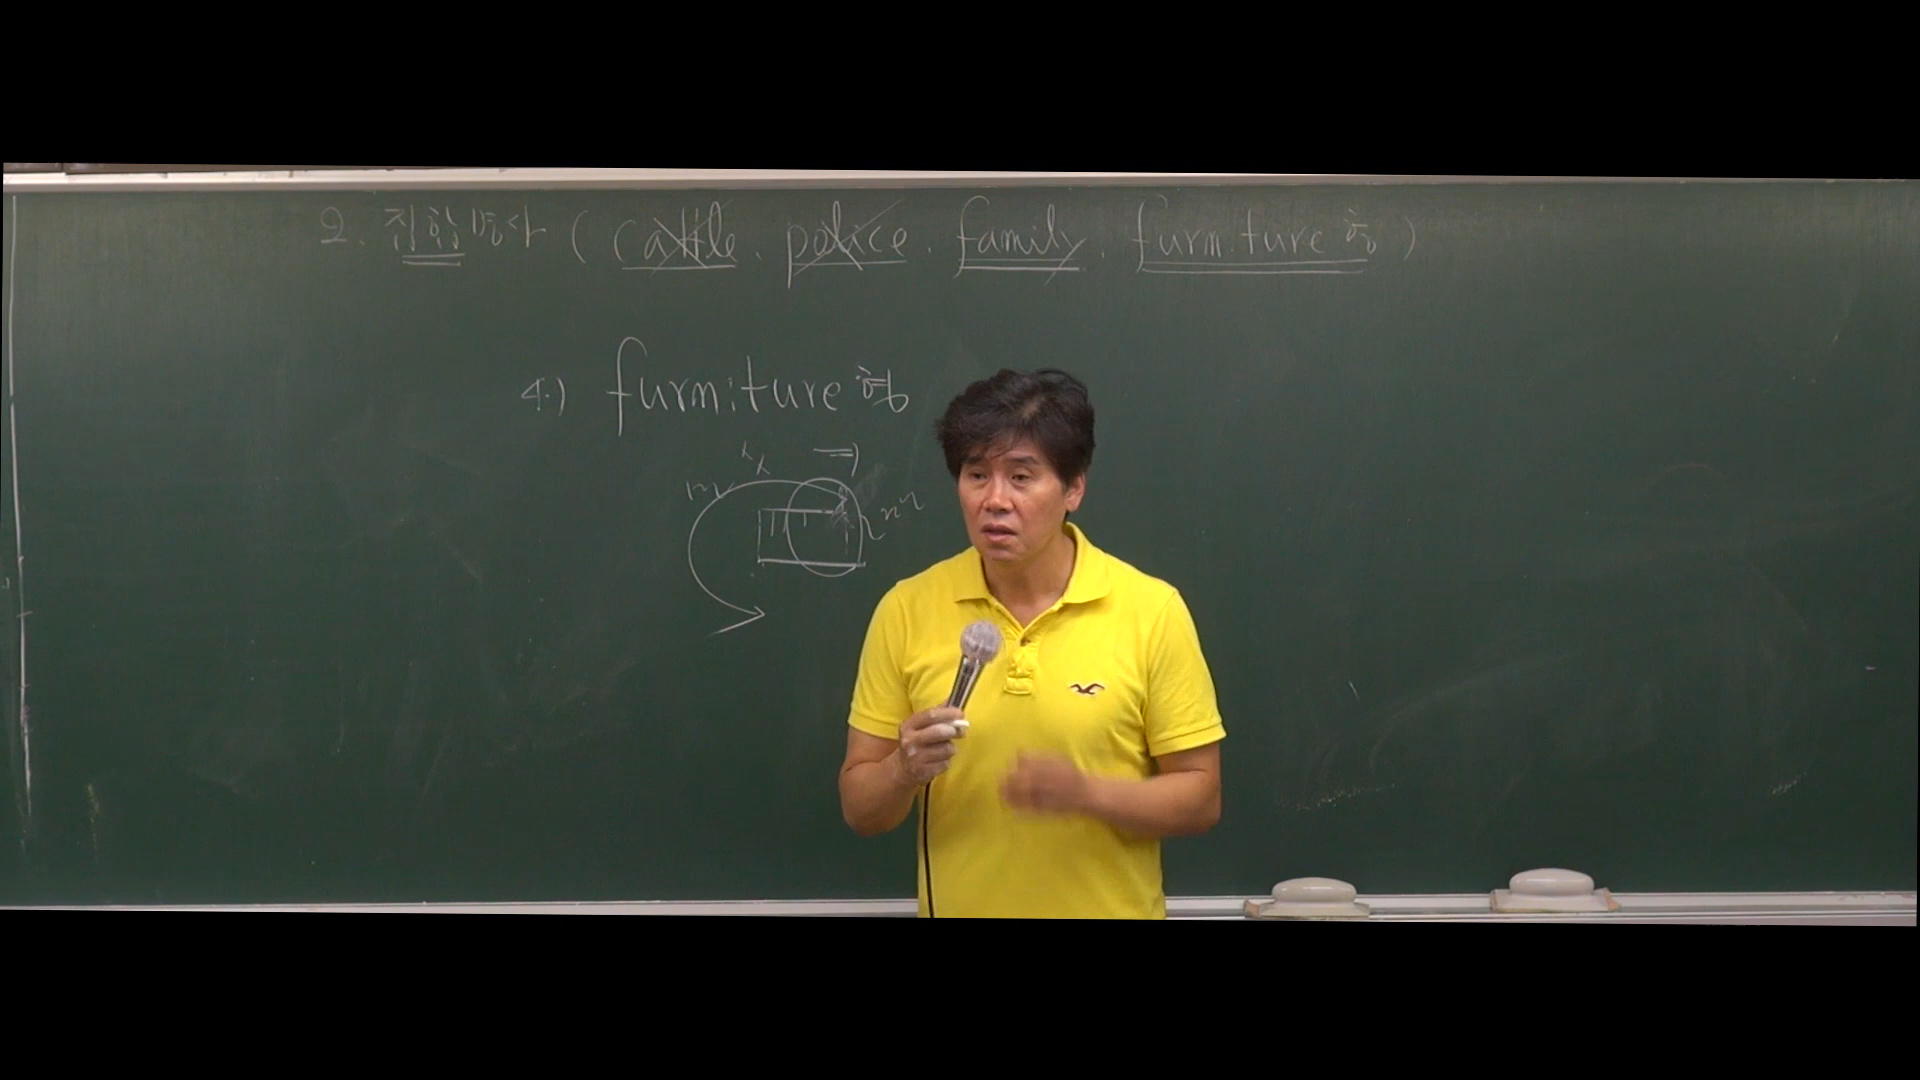 2. 집합명사 ( cattle. police. family. furniture 형 )
4.) furniture 형